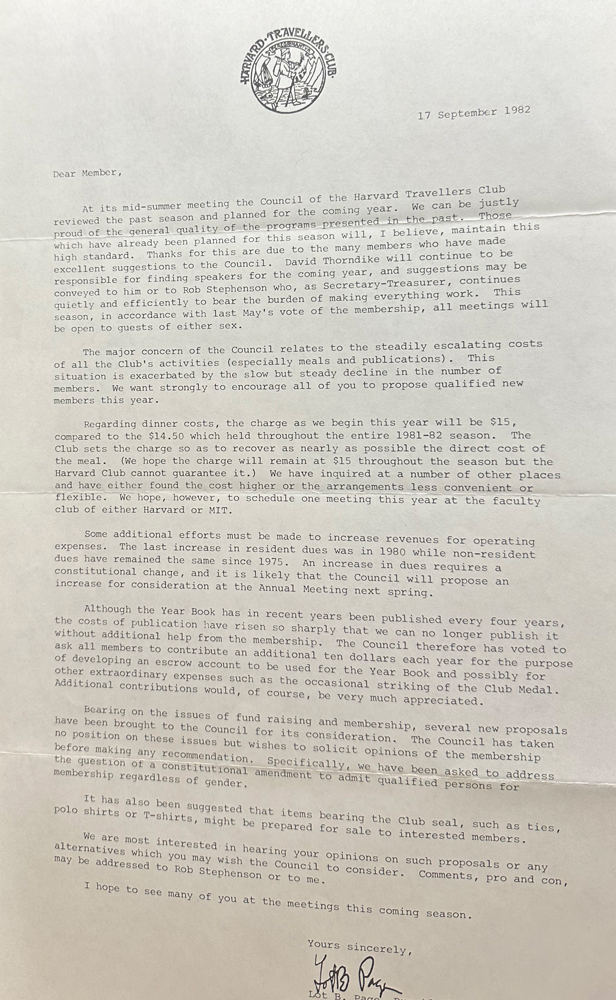 HARVARD·TRAVELLERS·CLUB·
17 September 1982
Dear Member,
At its mid-summer meeting the Council of the Harvard Travellers Club
reviewed the past season and planned for the coming year. We can be justly
proud of the general quality of the programs presented in the past. Those
which have already been planned for this season will, I believe, maintain this
high standard. Thanks for this are due to the many members who have made
excellent suggestions to the Council. David Thorndike will continue to be
responsible for finding speakers for the coming year, and suggestions may be
conveyed to him or to Rob Stephenson who, as Secretary-Treasurer, continues
quietly and efficiently to bear the burden of making everything work. This
season, in accordance with last May's vote of the membership, all meetings will
be open to guests of either sex.
The major concern of the Council relates to the steadily escalating costs
of all the Club's activities (especially meals and publications). This
situation is exacerbated by the slow but steady decline in the number of
members. We want strongly to encourage all of you to propose qualified new
members this year.
Regarding dinner costs, the charge as we begin this year will be $15,
compared to the $14.50 which held throughout the entire 1981-82 season. The
Club sets the charge so as to recover as nearly as possible the direct cost of
the meal. (We hope the charge will remain at $15 throughout the season but the
Harvard Club cannot guarantee it.) We have inquired at a number of other places
and have either found the cost higher or the arrangements less convenient or
flexible. We hope, however, to schedule one meeting this year at the faculty
club of either Harvard or MIT.
Some additional efforts must be made to increase revenues for operating
expenses. The last increase in resident dues was in 1980 while non-resident
dues have remained the same since 1975. An increase in dues requires a
constitutional change, and it is likely that the Council will propose an
increase for consideration at the Annual Meeting next spring.
Although the Year Book has in recent years been published every four years,
the costs of publication have risen so sharply that we can no longer publish it
without additional help from the membership. The Council therefore has voted to
ask all members to contribute an additional ten dollars each year for the purpose
of developing an escrow account to be used for the Year Book and possibly for
other extraordinary expenses such as the occasional striking of the Club Medal.
Additional contributions would, of course, be very much appreciated.
Bearing on the issues of fund raising and membership, several new proposals
have been brought to the Council for its consideration. The Council has taken
no position on these issues but wishes to solicit opinions of the membership
before making any recommendation. Specifically, we have been asked to address
the question of a constitutional amendment to admit qualified persons for
membership regardless of gender.
It has also been suggested that items bearing the Club seal, such as ties,
polo shirts or T-shirts, might be prepared for sale to interested members.
We are most interested in hearing your opinions on such proposals or any
alternatives which you may wish the Council to consider. Comments, pro and con,
may be addressed to Rob Stephenson or to me.
I hope to see many of you at the meetings this coming season.
Yours sincerely,
Lot B Page
Lot B. Page,